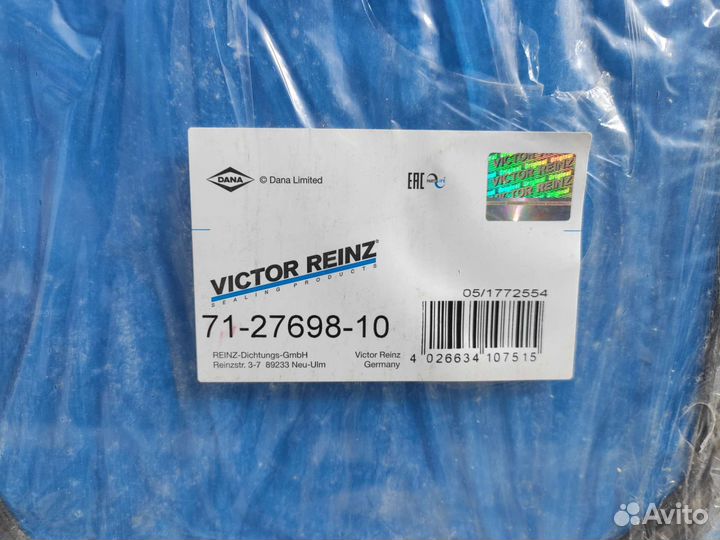 DANA
© Dana Limited
EAC
VICTOR REINZ
Original
VICTOR REINZ®
SEALING PRODUCTS
71-27698-10
05/1772554
4 026634 107515
REINZ-Dichtungs-GmbH
Reinzstr. 3-7 89233 Neu-Ulm
Victor Reinz
Germany
Avito